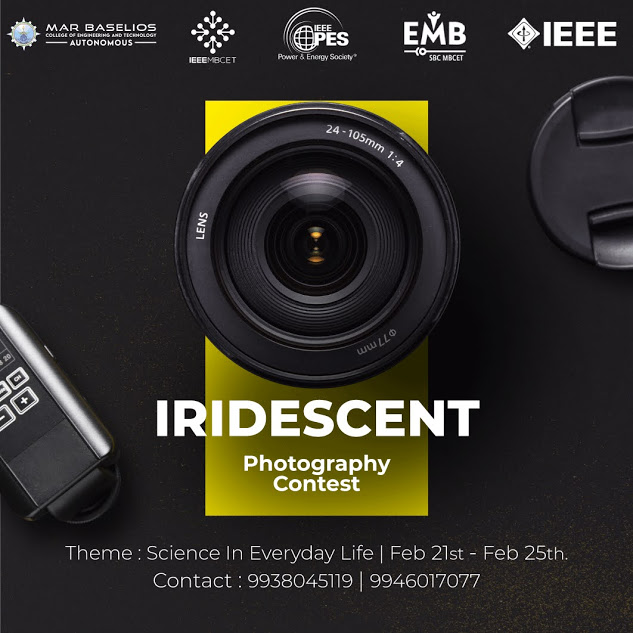 MAR BASELIOS
COLLEGE OF ENGINEERING AND TECHNOLOGY
AUTONOMOUS
IEEEMBCET
IEEE
PES
Power & Energy Society®
EMB
SBC MBCET
IEEE
24-105mm 1:4
LENS
Φ77mm
IRIDESCENT
Photography
Contest
Theme : Science In Everyday Life | Feb 21st - Feb 25th.
Contact : 9938045119 | 9946017077